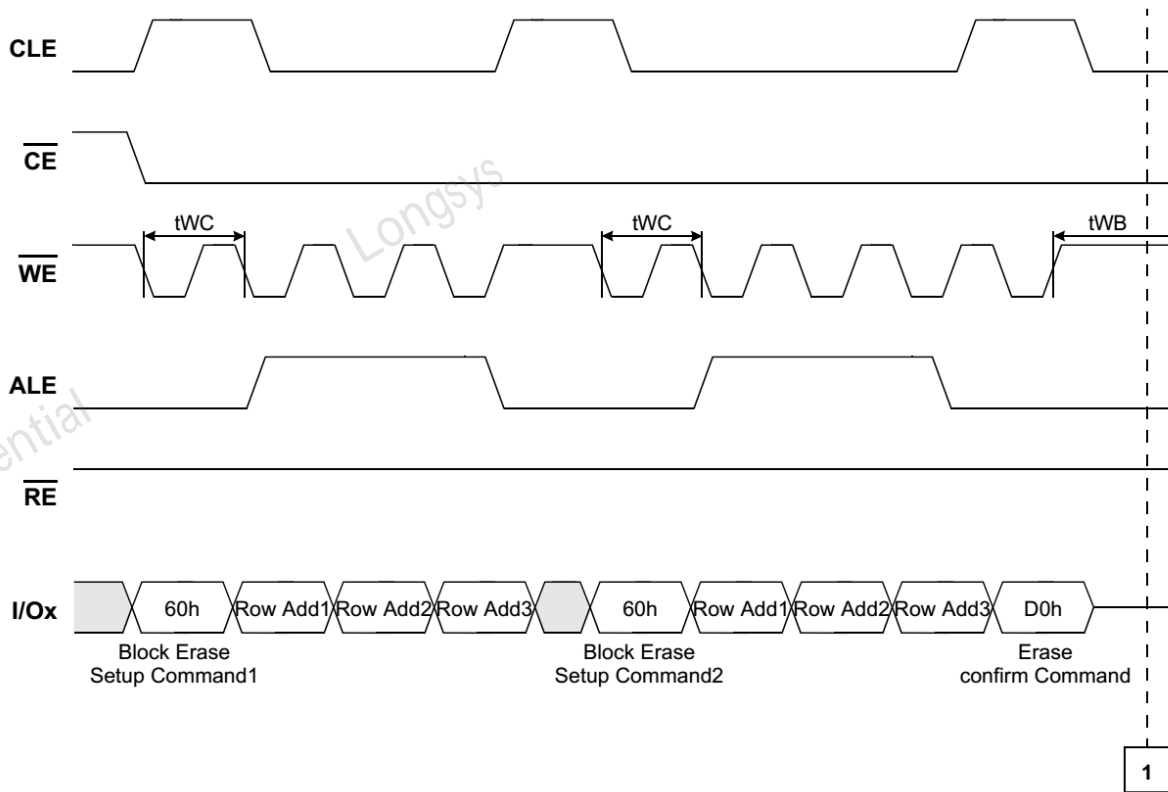 CLE
CE
Longsys
tWC
tWC
tWB
WE
ALE
ential
RE
I/Ox
60h
Row Add1
Row Add2
Row Add3
60h
Row Add1
Row Add2
Row Add3
D0h
Block Erase
Setup Command1
Block Erase
Setup Command2
Erase
confirm Command
1